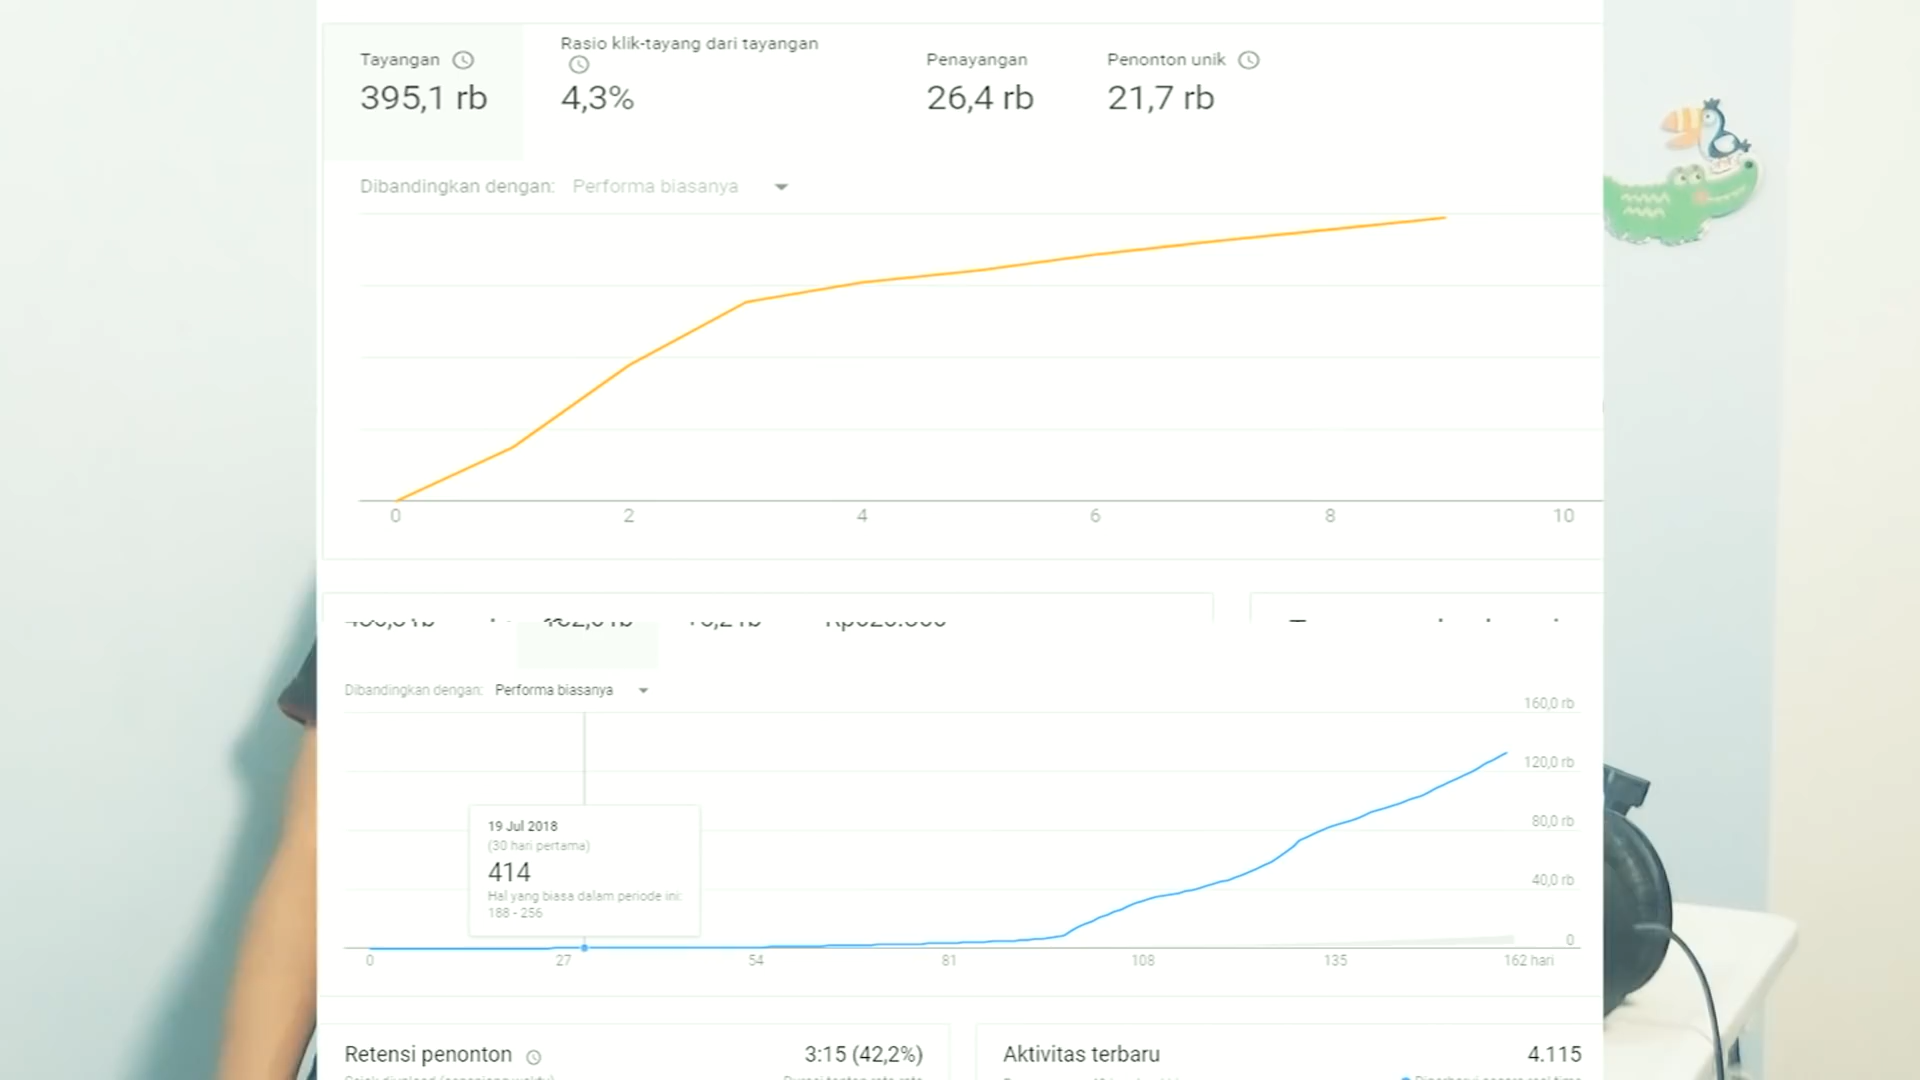 Tayangan
395,1 rb
Rasio klik-tayang dari tayangan
4,3%
Penayangan
26,4 rb
Penonton unik
21,7 rb
Dibandingkan dengan: Performa biasanya
0 2 4 6 8 10
Dibandingkan dengan: Performa biasanya
160,0 rb
120,0 rb
80,0 rb
40,0 rb
0
19 Jul 2018
(30 hari pertama)
414
Hal yang biasa dalam periode ini:
188 - 256
0 27 54 81 108 135 162 hari
Retensi penonton 3:15 (42,2%)
Aktivitas terbaru 4.115